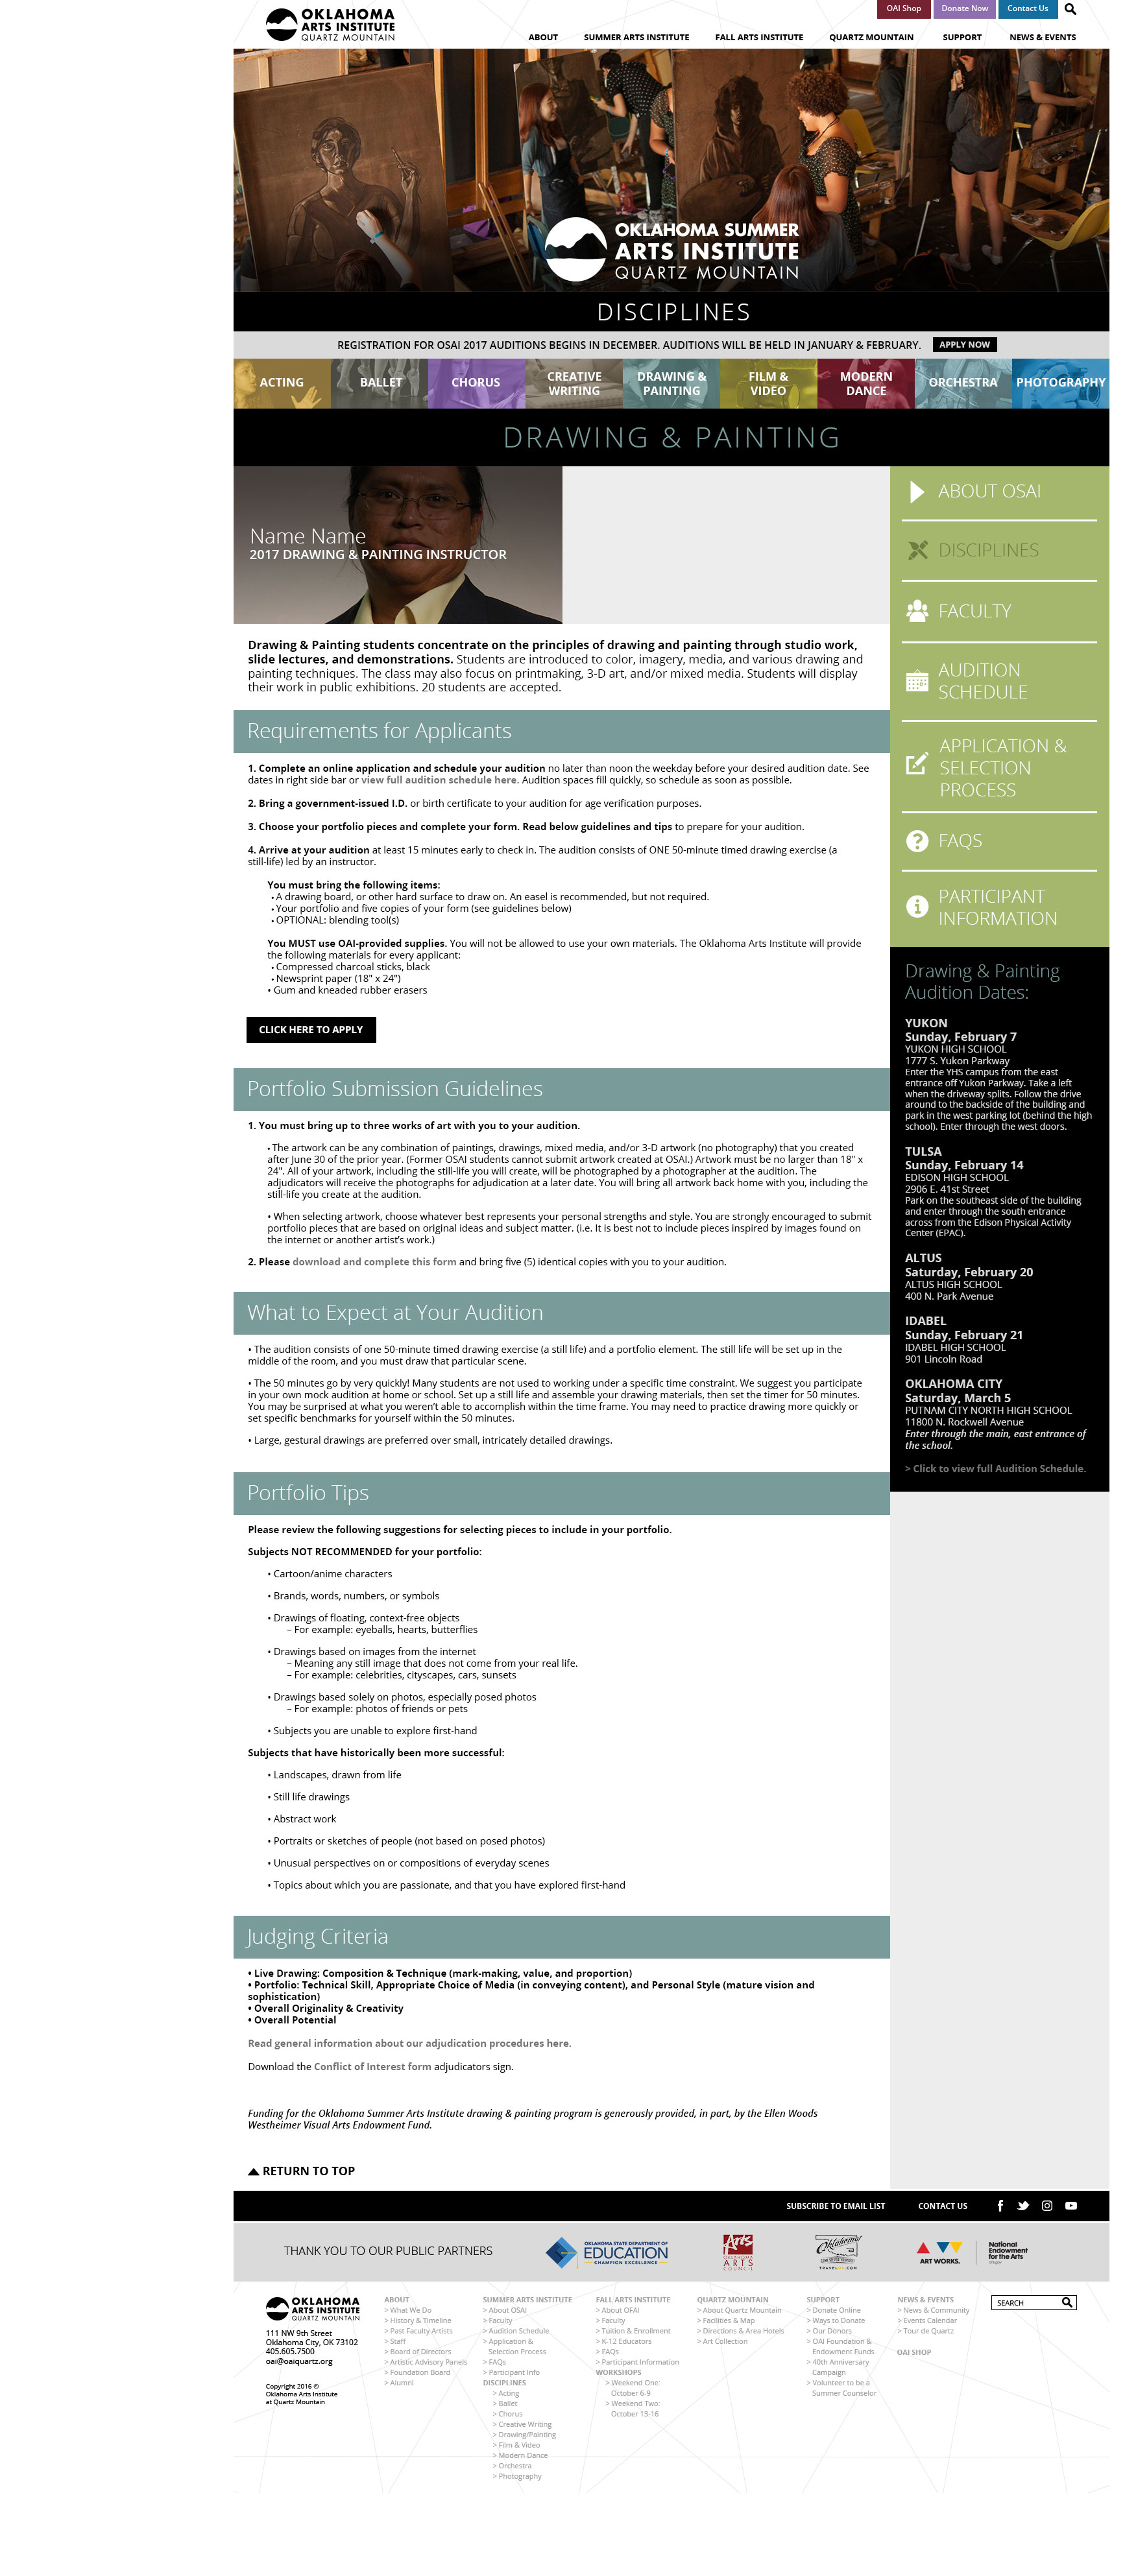 OKLAHOMA
ARTS INSTITUTE
QUARTZ MOUNTAIN
OAI Shop
Donate Now
Contact Us
ABOUT
SUMMER ARTS INSTITUTE
FALL ARTS INSTITUTE
QUARTZ MOUNTAIN
SUPPORT
NEWS & EVENTS
OKLAHOMA SUMMER
ARTS INSTITUTE
QUARTZ MOUNTAIN
DISCIPLINES
REGISTRATION FOR OSAI 2017 AUDITIONS BEGINS IN DECEMBER. AUDITIONS WILL BE HELD IN JANUARY & FEBRUARY.
APPLY NOW
ACTING
BALLET
CHORUS
CREATIVE
WRITING
DRAWING &
PAINTING
FILM &
VIDEO
MODERN
DANCE
ORCHESTRA
PHOTOGRAPHY
DRAWING & PAINTING
Name Name
2017 DRAWING & PAINTING INSTRUCTOR
Drawing & Painting students concentrate on the principles of drawing and painting through studio work,
slide lectures, and demonstrations. Students are introduced to color, imagery, media, and various drawing and
painting techniques. The class may also focus on printmaking, 3-D art, and/or mixed media. Students will display
their work in public exhibitions. 20 students are accepted.
Requirements for Applicants
1. Complete an online application and schedule your audition no later than noon the weekday before your desired audition date. See
dates in right side bar or view full audition schedule here. Audition spaces fill quickly, so schedule as soon as possible.
2. Bring a government-issued I.D. or birth certificate to your audition for age verification purposes.
3. Choose your portfolio pieces and complete your form. Read below guidelines and tips to prepare for your audition.
4. Arrive at your audition at least 15 minutes early to check in. The audition consists of ONE 50-minute timed drawing exercise (a
still-life) led by an instructor.
You must bring the following items:
• A drawing board, or other hard surface to draw on. An easel is recommended, but not required.
• Your portfolio and five copies of your form (see guidelines below)
• OPTIONAL: blending tool(s)
You MUST use OAI-provided supplies. You will not be allowed to use your own materials. The Oklahoma Arts Institute will provide
the following materials for every applicant:
• Compressed charcoal sticks, black
• Newsprint paper (18" x 24")
• Gum and kneaded rubber erasers
CLICK HERE TO APPLY
Portfolio Submission Guidelines
1. You must bring up to three works of art with you to your audition.
• The artwork can be any combination of paintings, drawings, mixed media, and/or 3-D artwork (no photography) that you created
after June 30 of the prior year. (Former OSAI students cannot submit artwork created at OSAI.) Artwork must be no larger than 18" x
24". All of your artwork, including the still-life you will create, will be photographed by a photographer at the audition. The
adjudicators will receive the photographs for adjudication at a later date. You will bring all artwork back home with you, including the
still-life you create at the audition.
• When selecting artwork, choose whatever best represents your personal strengths and style. You are strongly encouraged to submit
portfolio pieces that are based on original ideas and subject matter. (i.e. It is best not to include pieces inspired by images found on
the internet or another artist's work.)
2. Please download and complete this form and bring five (5) identical copies with you to your audition.
What to Expect at Your Audition
• The audition consists of one 50-minute timed drawing exercise (a still life) and a portfolio element. The still life will be set up in the
middle of the room, and you must draw that particular scene.
• The 50 minutes go by very quickly! Many students are not used to working under a specific time constraint. We suggest you participate
in your own mock audition at home or school. Set up a still life and assemble your drawing materials, then set the timer for 50 minutes.
You may be surprised at what you weren't able to accomplish within the time frame. You may need to practice drawing more quickly or
set specific benchmarks for yourself within the 50 minutes.
• Large, gestural drawings are preferred over small, intricately detailed drawings.
Portfolio Tips
Please review the following suggestions for selecting pieces to include in your portfolio.
Subjects NOT RECOMMENDED for your portfolio:
• Cartoon/anime characters
• Brands, words, numbers, or symbols
• Drawings of floating, context-free objects
– For example: eyeballs, hearts, butterflies
• Drawings based on images from the internet
– Meaning any still image that does not come from your real life.
– For example: celebrities, cityscapes, cars, sunsets
• Drawings based solely on photos, especially posed photos
– For example: photos of friends or pets
• Subjects you are unable to explore first-hand
Subjects that have historically been more successful:
• Landscapes, drawn from life
• Still life drawings
• Abstract work
• Portraits or sketches of people (not based on posed photos)
• Unusual perspectives on or compositions of everyday scenes
• Topics about which you are passionate, and that you have explored first-hand
Judging Criteria
• Live Drawing: Composition & Technique (mark-making, value, and proportion)
• Portfolio: Technical Skill, Appropriate Choice of Media (in conveying content), and Personal Style (mature vision and
sophistication)
• Overall Originality & Creativity
• Overall Potential
Read general information about our adjudication procedures here.
Download the Conflict of Interest form adjudicators sign.
Funding for the Oklahoma Summer Arts Institute drawing & painting program is generously provided, in part, by the Ellen Woods
Westheimer Visual Arts Endowment Fund.
RETURN TO TOP
ABOUT OSAI
DISCIPLINES
FACULTY
AUDITION
SCHEDULE
APPLICATION &
SELECTION
PROCESS
FAQS
PARTICIPANT
INFORMATION
Drawing & Painting
Audition Dates:
YUKON
Sunday, February 7
YUKON HIGH SCHOOL
1777 S. Yukon Parkway
Enter the YHS campus from the east
entrance off Yukon Parkway. Take a left
when the driveway splits. Follow the drive
around to the backside of the building and
park in the west parking lot (behind the high
school). Enter through the west doors.
TULSA
Sunday, February 14
EDISON HIGH SCHOOL
2906 E. 41st Street
Park on the southeast side of the building
and enter through the south entrance
across from the Edison Physical Activity
Center (EPAC).
ALTUS
Saturday, February 20
ALTUS HIGH SCHOOL
400 N. Park Avenue
IDABEL
Sunday, February 21
IDABEL HIGH SCHOOL
901 Lincoln Road
OKLAHOMA CITY
Saturday, March 5
PUTNAM CITY NORTH HIGH SCHOOL
11800 N. Rockwell Avenue
Enter through the main, east entrance of
the school.
> Click to view full Audition Schedule.
SUBSCRIBE TO EMAIL LIST
CONTACT US
THANK YOU TO OUR PUBLIC PARTNERS
OKLAHOMA STATE DEPARTMENT OF
EDUCATION
CHAMPION EXCELLENCE
Arts
OKLAHOMA
ARTS
COUNCIL
Oklahoma
TRAVELOK.COM
ART WORKS.
National
Endowment
for the Arts
arts.gov
OKLAHOMA
ARTS INSTITUTE
QUARTZ MOUNTAIN
111 NW 9th Street
Oklahoma City, OK 73102
405.605.7500
oai@oaiquartz.org
Copyright 2016 ©
Oklahoma Arts Institute
at Quartz Mountain
ABOUT
> What We Do
> History & Timeline
> Past Faculty Artists
> Staff
> Board of Directors
> Artistic Advisory Panels
> Foundation Board
> Alumni
SUMMER ARTS INSTITUTE
> About OSAI
> Faculty
> Audition Schedule
> Application &
Selection Process
> FAQs
> Participant Info
DISCIPLINES
> Acting
> Ballet
> Chorus
> Creative Writing
> Drawing/Painting
> Film & Video
> Modern Dance
> Orchestra
> Photography
FALL ARTS INSTITUTE
> About OFAI
> Faculty
> Tuition & Enrollment
> K-12 Educators
> FAQs
> Participant Information
WORKSHOPS
> Weekend One:
October 6-9
> Weekend Two:
October 13-16
QUARTZ MOUNTAIN
> About Quartz Mountain
> Facilities & Map
> Directions & Area Hotels
> Art Collection
SUPPORT
> Donate Online
> Ways to Donate
> Our Donors
> OAI Foundation &
Endowment Funds
> 40th Anniversary
Campaign
> Volunteer to be a
Summer Counselor
NEWS & EVENTS
> News & Community
> Events Calendar
> Tour de Quartz
OAI SHOP
SEARCH